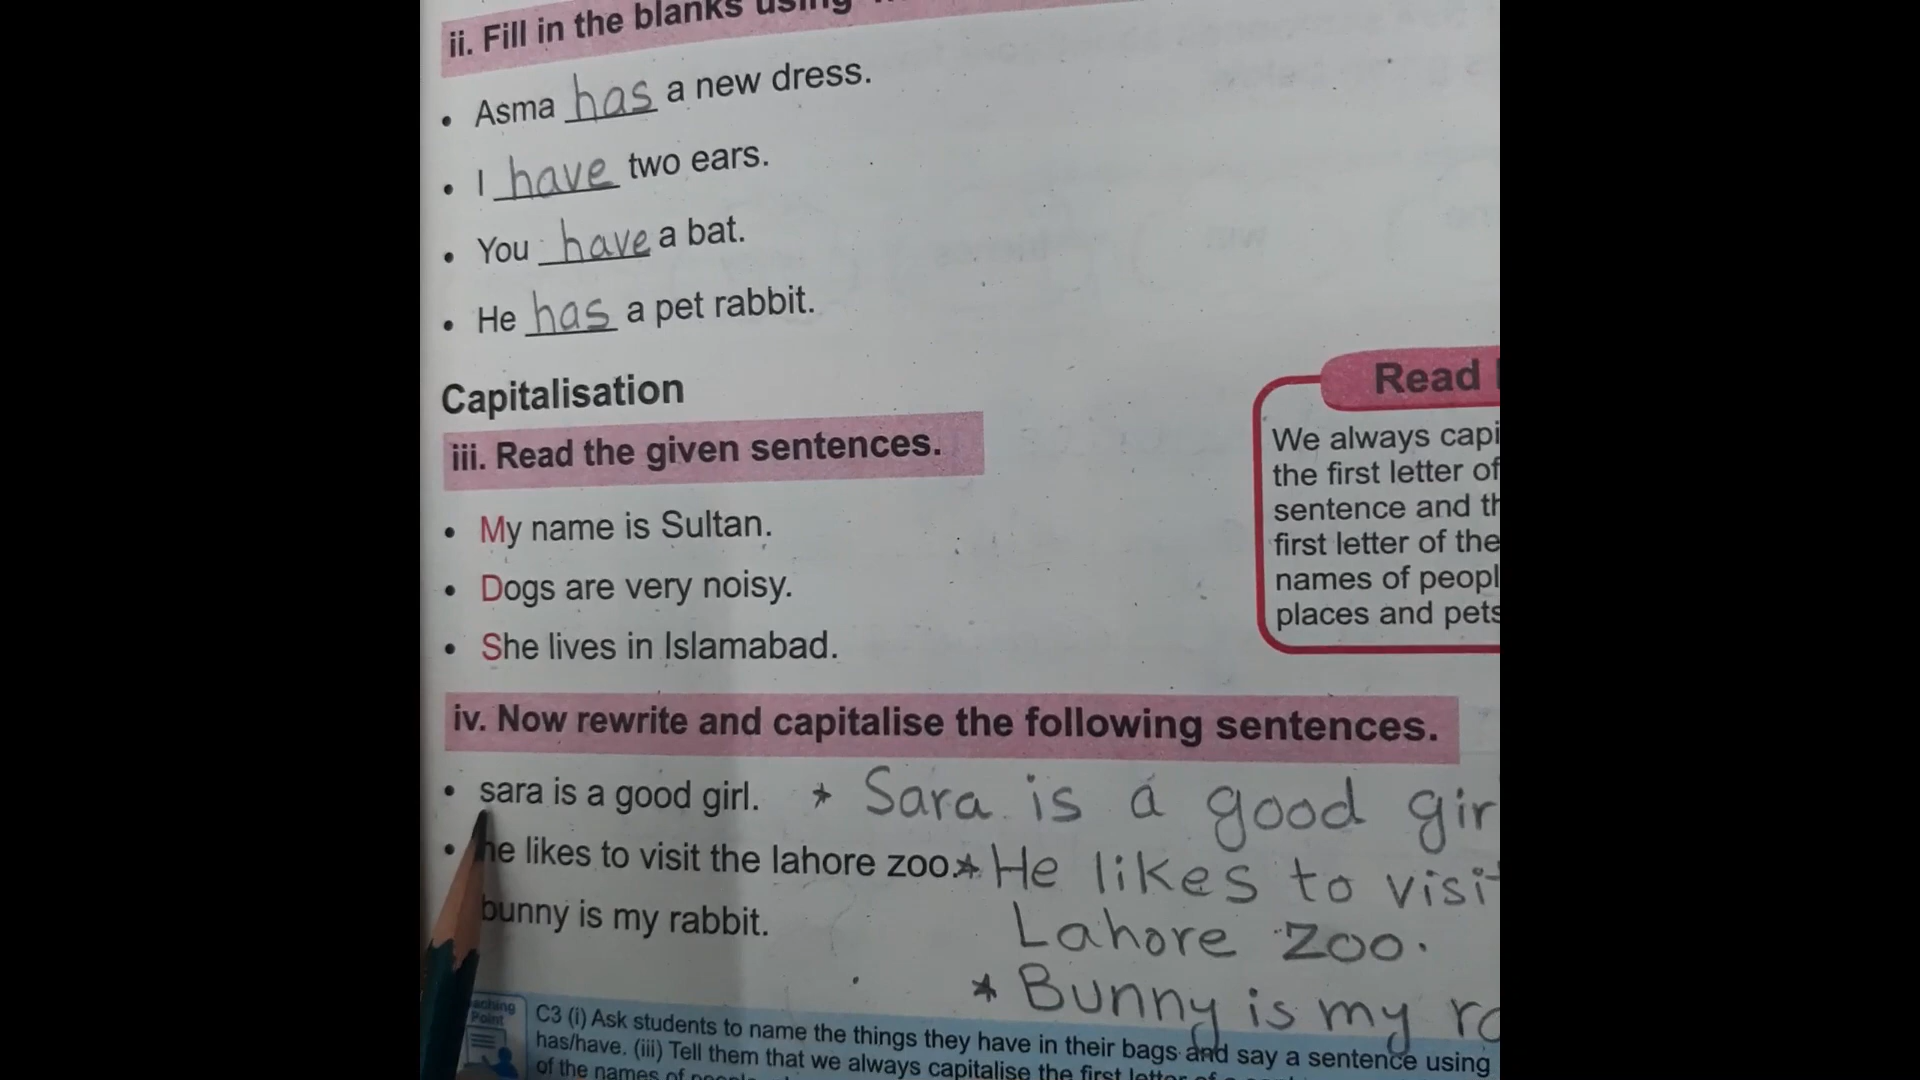 ii. Fill in the blanks using
• Asma has a new dress.
• I have two ears.
• You have a bat.
• He has a pet rabbit.
Capitalisation
iii. Read the given sentences.
• My name is Sultan.
• Dogs are very noisy.
• She lives in Islamabad.
Read
We always capi
the first letter of
sentence and th
first letter of the
names of peopl
places and pets
iv. Now rewrite and capitalise the following sentences.
• sara is a good girl. * Sara is a good gir
• he likes to visit the lahore zoo. * He likes to visit
Lahore zoo.
bunny is my rabbit.
* Bunny is my ra
aching
Point
C3 (i) Ask students to name the things they have in their bags and say a sentence using
has/have. (iii) Tell them that we always capitalise the first letter of a
of the names of